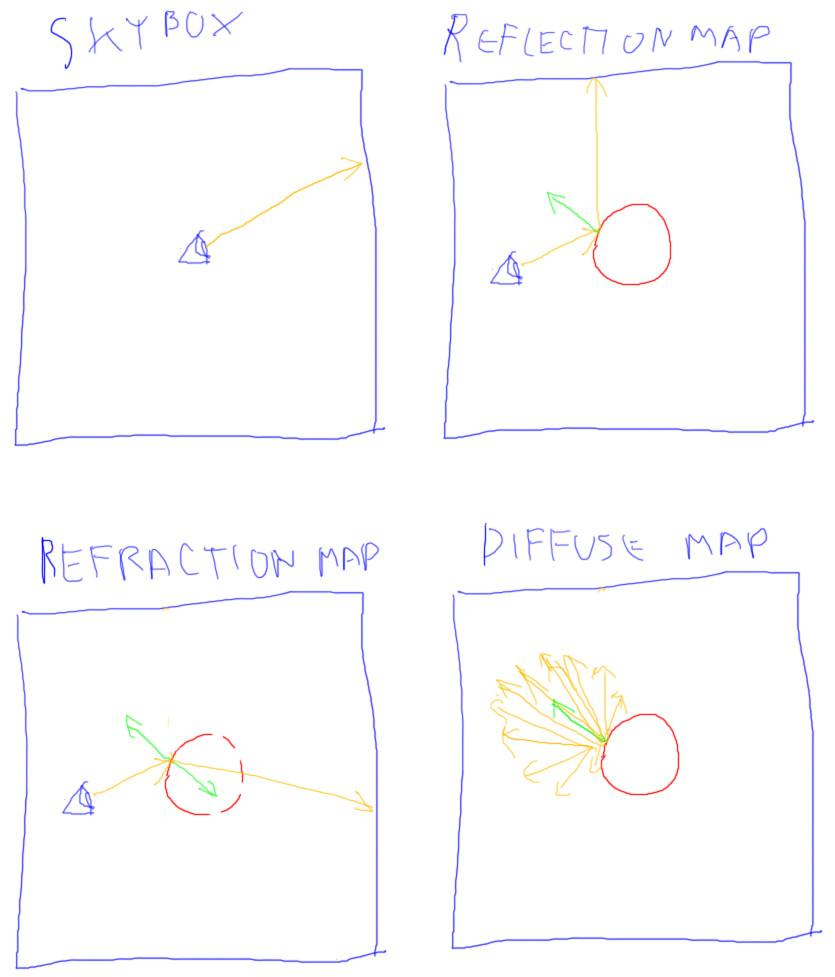 SKYBOX
REFLECTION MAP
REFRACTION MAP
DIFFUSE MAP